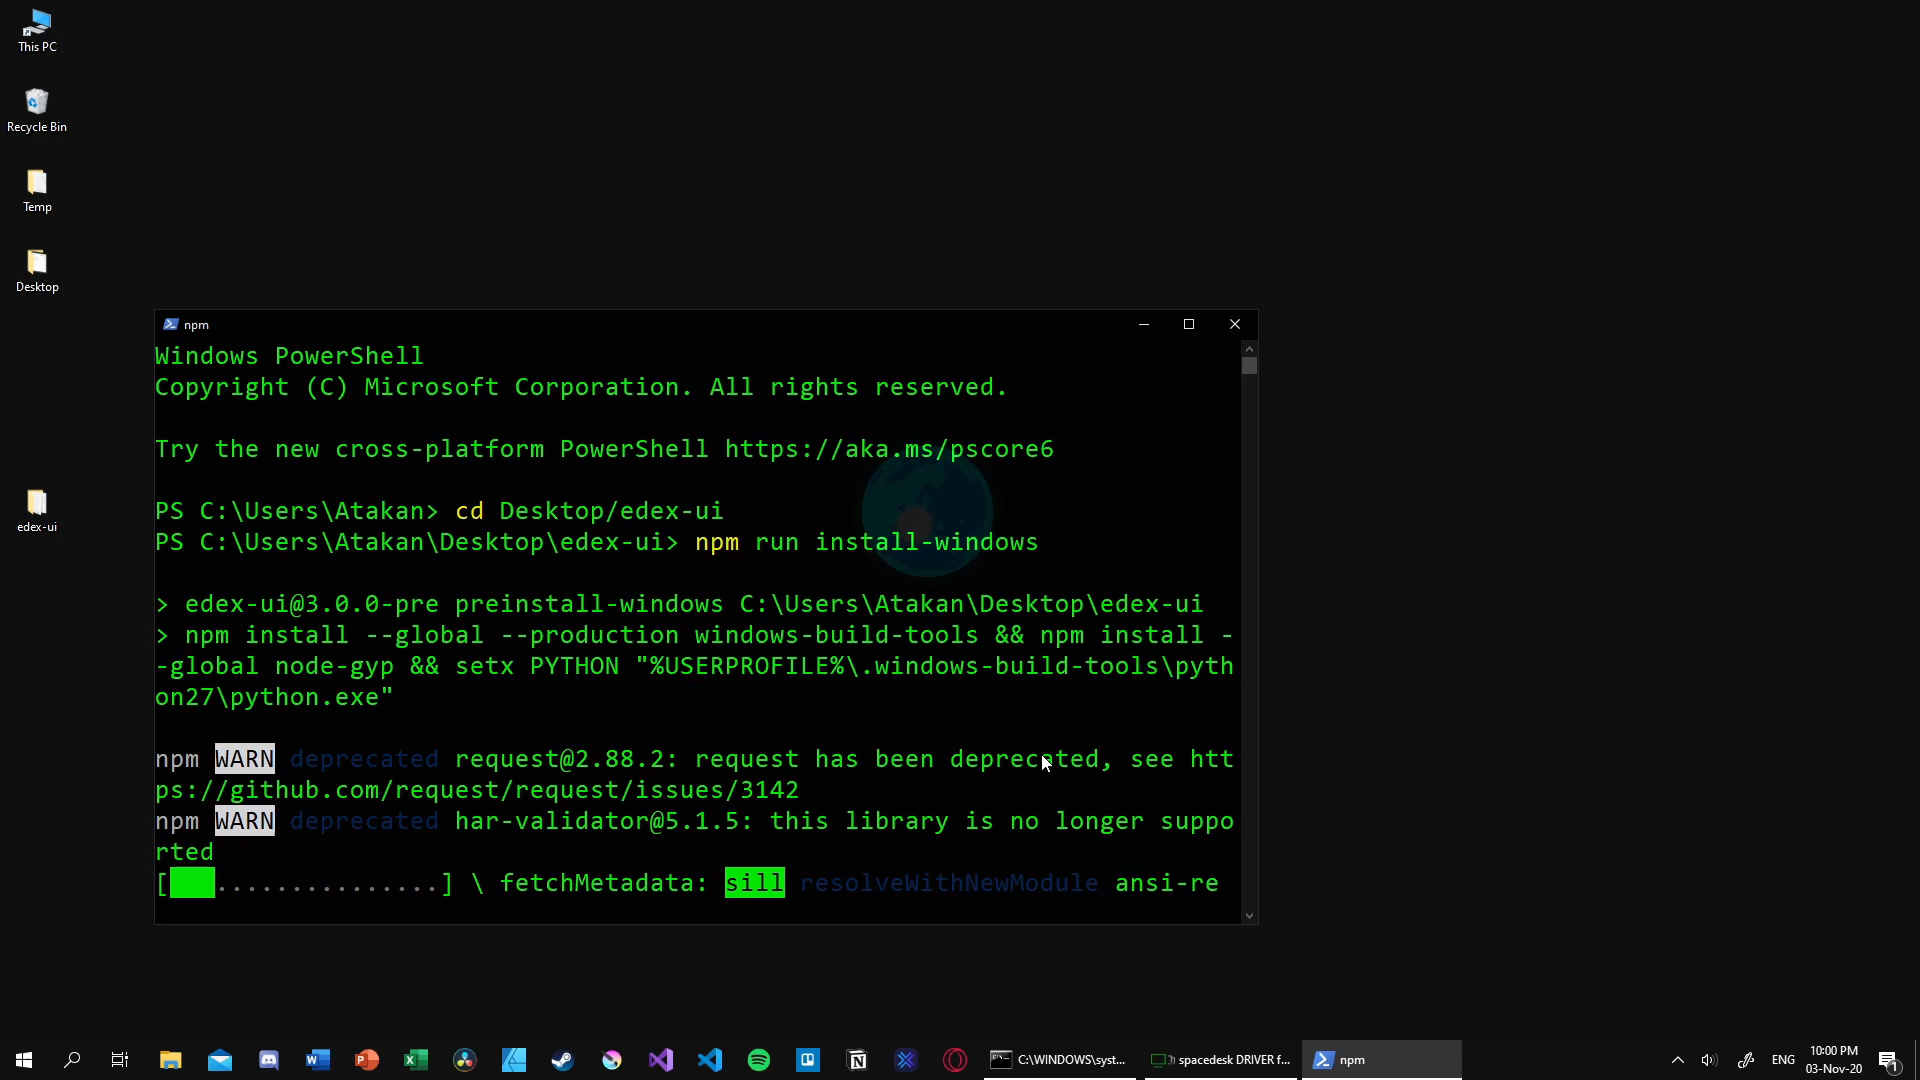 This PC
Recycle Bin
Temp
Desktop
edex-ui
npm
Windows PowerShell
Copyright (C) Microsoft Corporation. All rights reserved.
Try the new cross-platform PowerShell https://aka.ms/pscore6
PS C:\Users\Atakan> cd Desktop/edex-ui
PS C:\Users\Atakan\Desktop\edex-ui> npm run install-windows
> edex-ui@3.0.0-pre preinstall-windows C:\Users\Atakan\Desktop\edex-ui
> npm install --global --production windows-build-tools && npm install -
-global node-gyp && setx PYTHON "%USERPROFILE%\.windows-build-tools\pyth
on27\python.exe"
npm WARN deprecated request@2.88.2: request has been deprecated, see htt
ps://github.com/request/request/issues/3142
npm WARN deprecated har-validator@5.1.5: this library is no longer suppo
rted
[   ...............] \ fetchMetadata: sill resolveWithNewModule ansi-re
C:\WINDOWS\syst...
spacedesk DRIVER f...
npm
ENG
10:00 PM
03-Nov-20
1